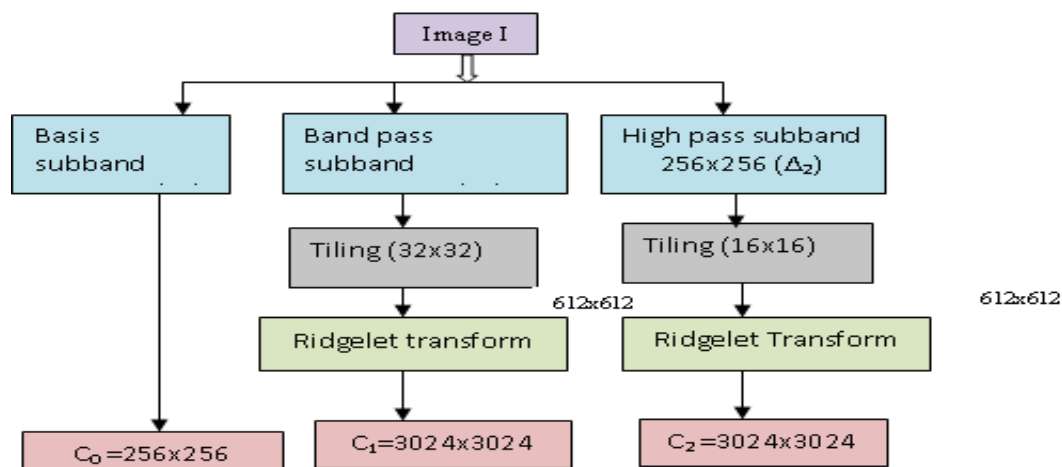 Image I
Basis
subband
Band pass
subband
High pass subband
256x256 (Δ₂)
Tiling (32x32)
Tiling (16x16)
612x612
612x612
Ridgelet transform
Ridgelet Transform
C₀=256x256
C₁=3024x3024
C₂=3024x3024